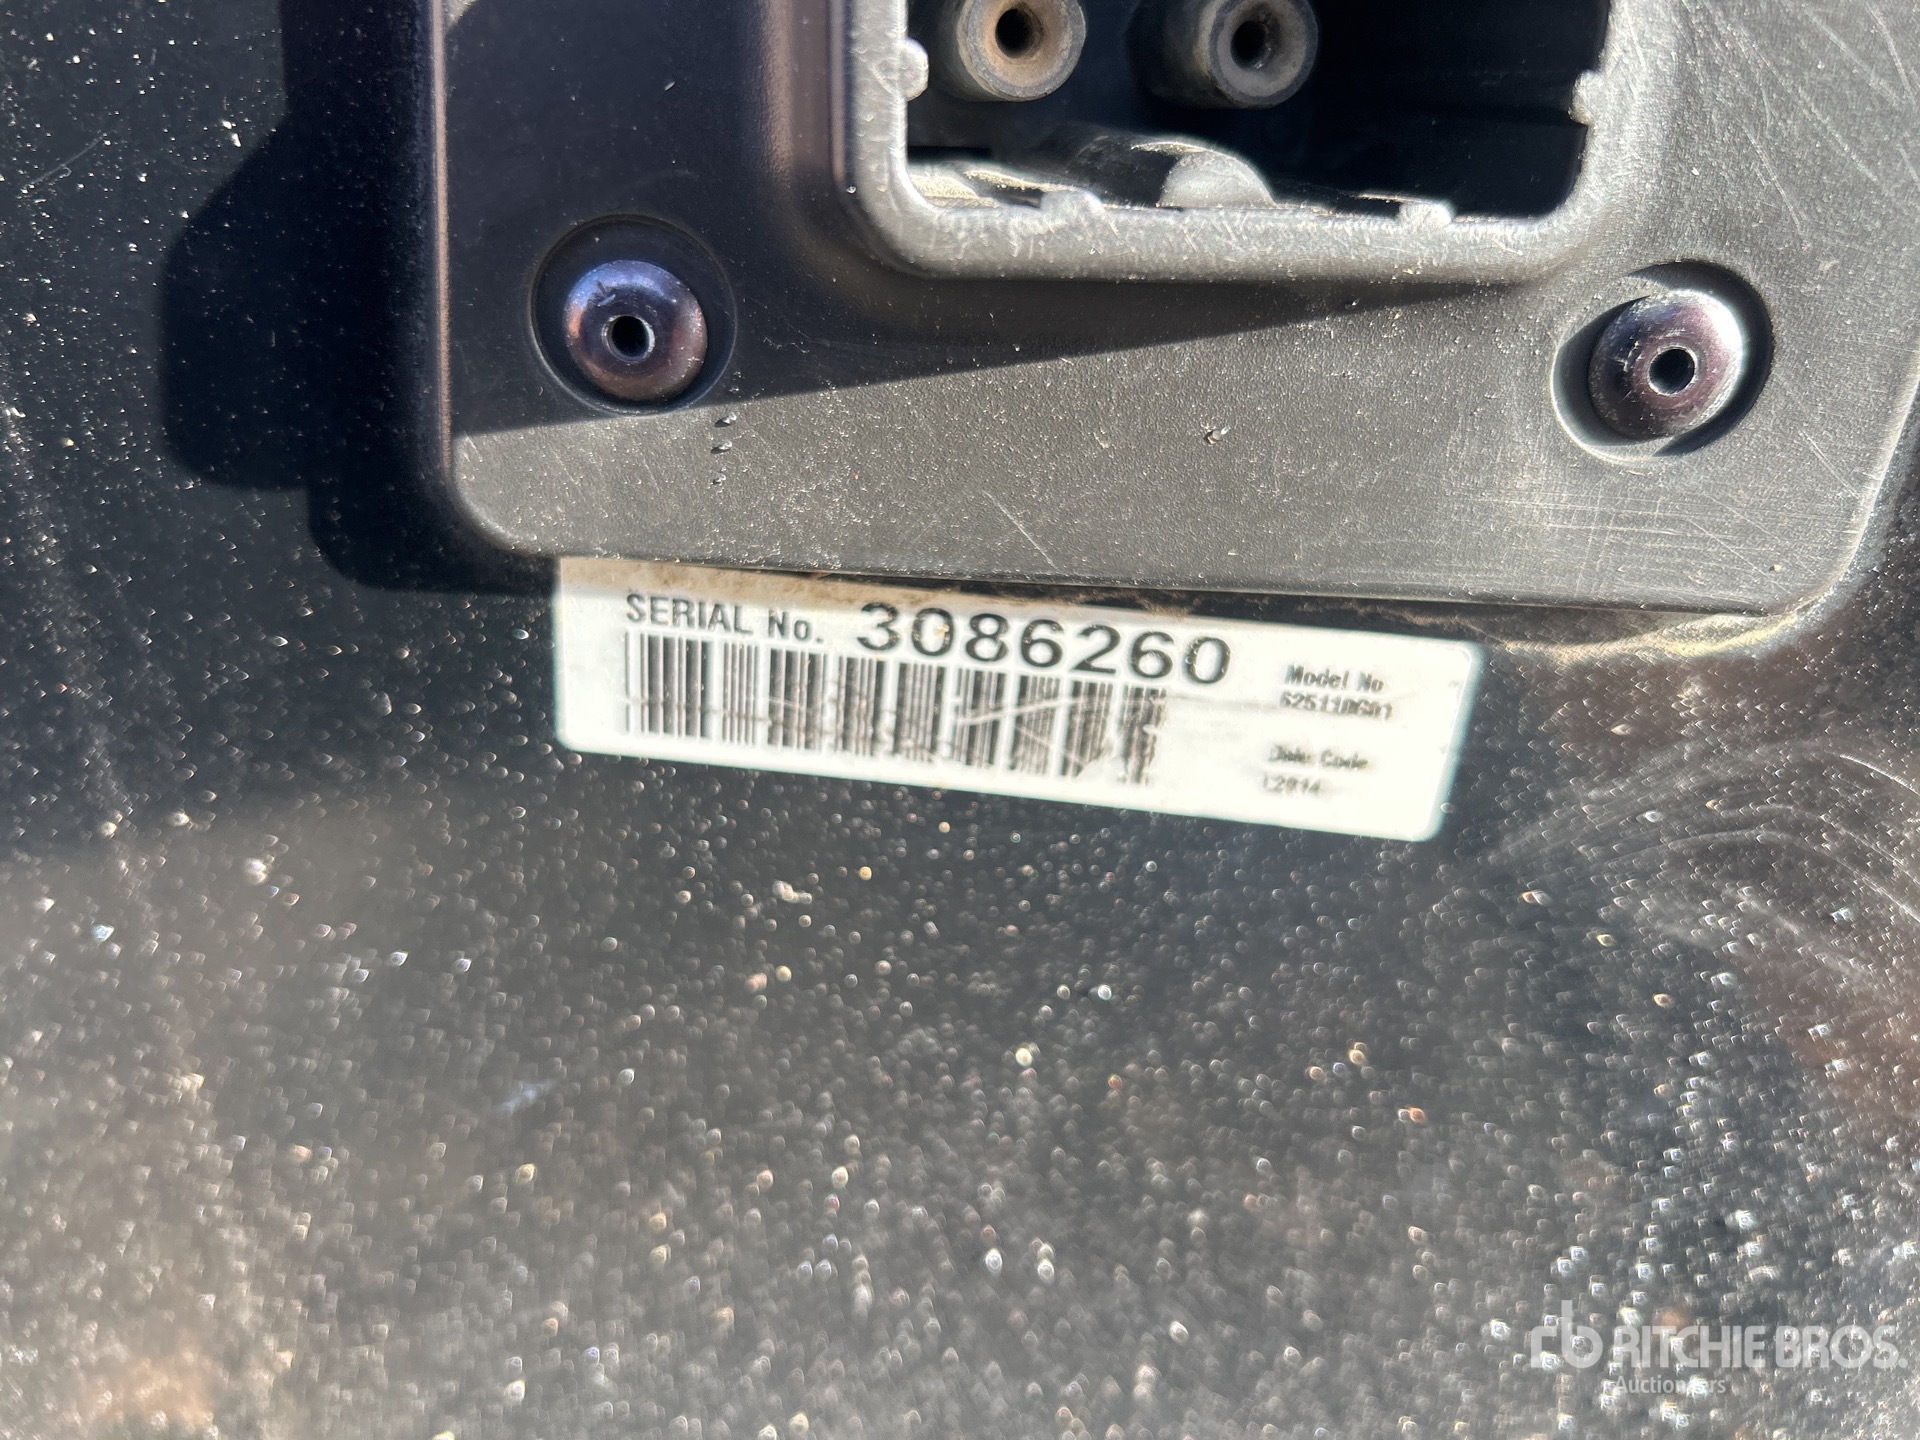 SERIAL No. 3086260
Model No
Date Code
RITCHIE BROS.
Auctioneers